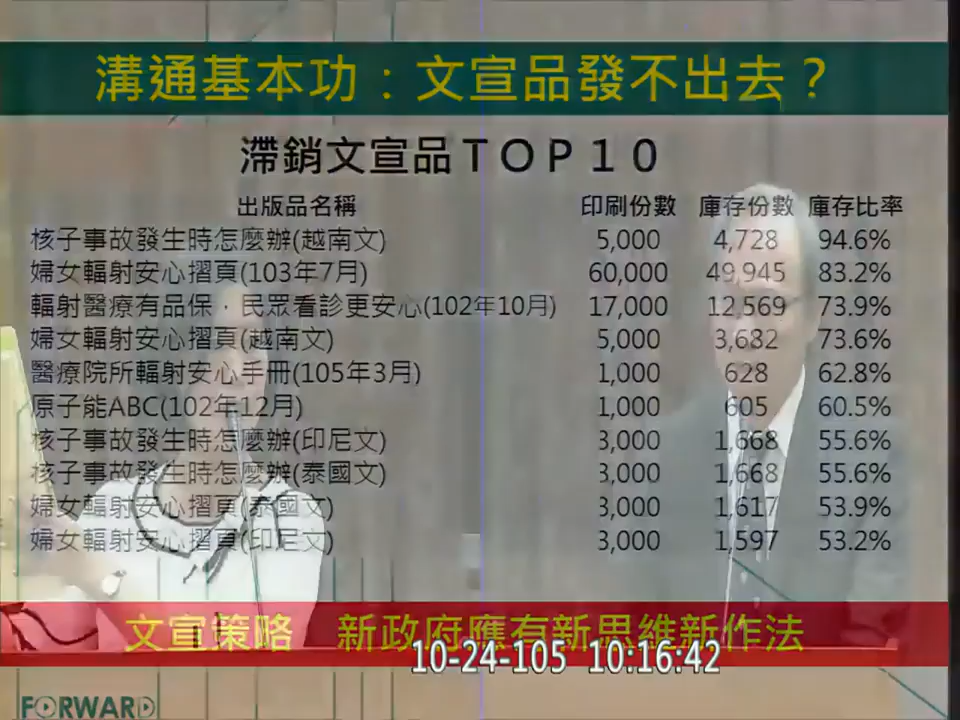 溝通基本功：文宣品發不出去？
滯銷文宣品TOP10
出版品名稱 印刷份數 庫存份數 庫存比率
核子事故發生時怎麼辦(越南文) 5,000 4,728 94.6%
婦女輻射安心摺頁(103年7月) 60,000 49,945 83.2%
輻射醫療有品保，民眾看診更安心(102年10月) 17,000 12,569 73.9%
婦女輻射安心摺頁(越南文) 5,000 3,682 73.6%
醫療院所輻射安心手冊(105年3月) 1,000 628 62.8%
原子能ABC(102年12月) 1,000 605 60.5%
核子事故發生時怎麼辦(印尼文) 3,000 1,668 55.6%
核子事故發生時怎麼辦(泰國文) 3,000 1,668 55.6%
婦女輻射安心摺頁(泰國文) 3,000 1,617 53.9%
婦女輻射安心摺頁(印尼文) 3,000 1,597 53.2%
文宣策略 新政府應有新思維新作法
10-24-105 10:16:42
FORWARD